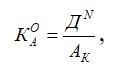 K_A^O = Д^N / A_K ,